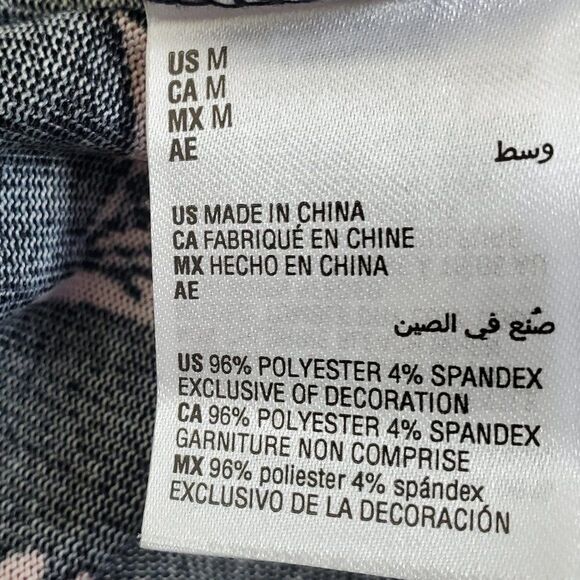 US M
CA M
MX M
AE
وسط
US MADE IN CHINA
CA FABRIQUÉ EN CHINE
MX HECHO EN CHINA
AE
صُنع في الصين
US 96% POLYESTER 4% SPANDEX
EXCLUSIVE OF DECORATION
CA 96% POLYESTER 4% SPANDEX
GARNITURE NON COMPRISE
MX 96% poliester 4% spándex
EXCLUSIVO DE LA DECORACIÓN